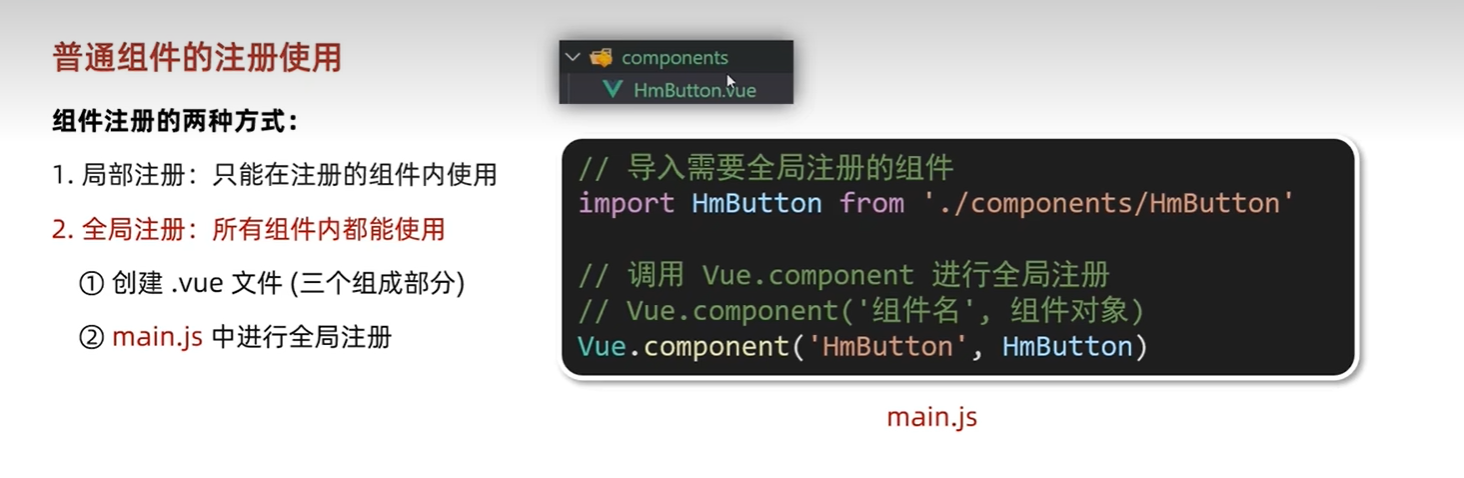 普通组件的注册使用
组件注册的两种方式：
1. 局部注册：只能在注册的组件内使用
2. 全局注册：所有组件内都能使用
① 创建 .vue 文件 (三个组成部分)
② main.js 中进行全局注册
components
HmButton.vue
// 导入需要全局注册的组件
import HmButton from './components/HmButton'
// 调用 Vue.component 进行全局注册
// Vue.component('组件名', 组件对象)
Vue.component('HmButton', HmButton)
main.js